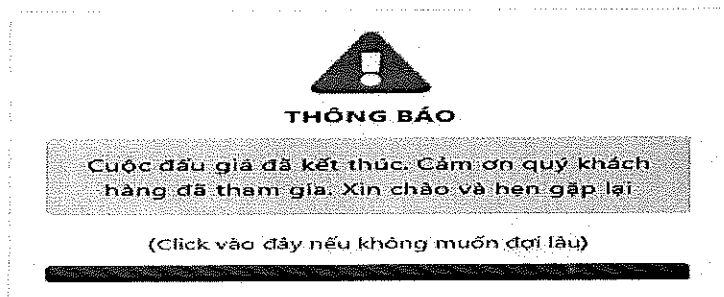 THÔNG BÁO
Cuộc đấu giá đã kết thúc. Cảm ơn quý khách
hàng đã tham gia. Xin chào và hẹn gặp lại
(Click vào đây nếu không muốn đợi lâu)